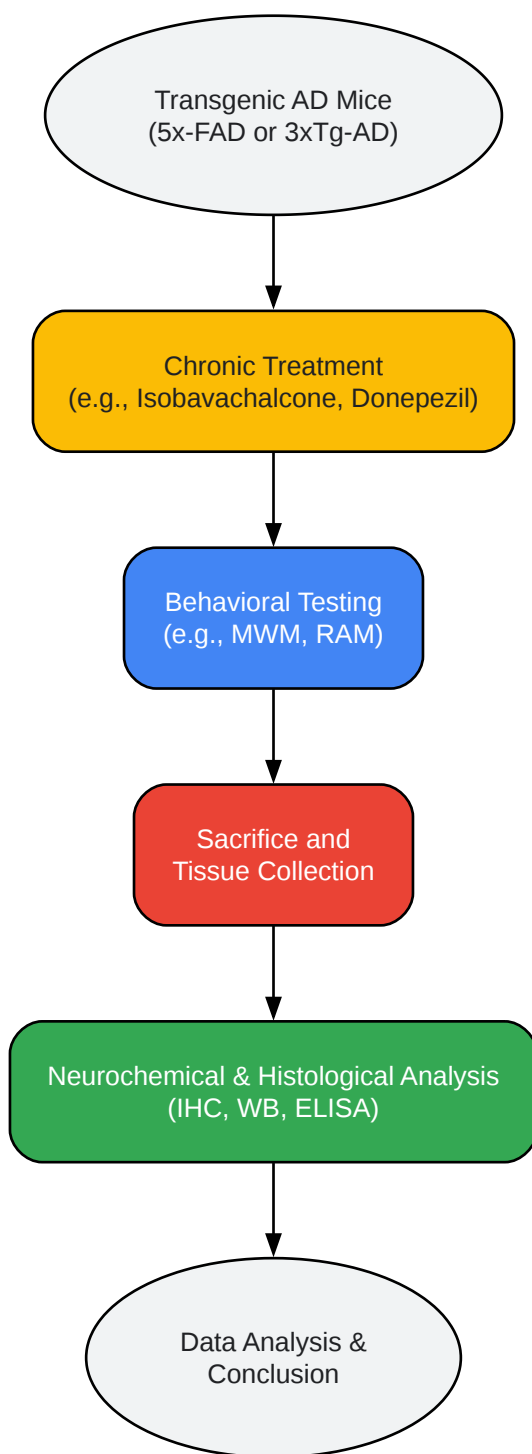 Transgenic AD Mice
(5x-FAD or 3xTg-AD)
Chronic Treatment
(e.g., Isobavachalcone, Donepezil)
Behavioral Testing
(e.g., MWM, RAM)
Sacrifice and
Tissue Collection
Neurochemical & Histological Analysis
(IHC, WB, ELISA)
Data Analysis &
Conclusion